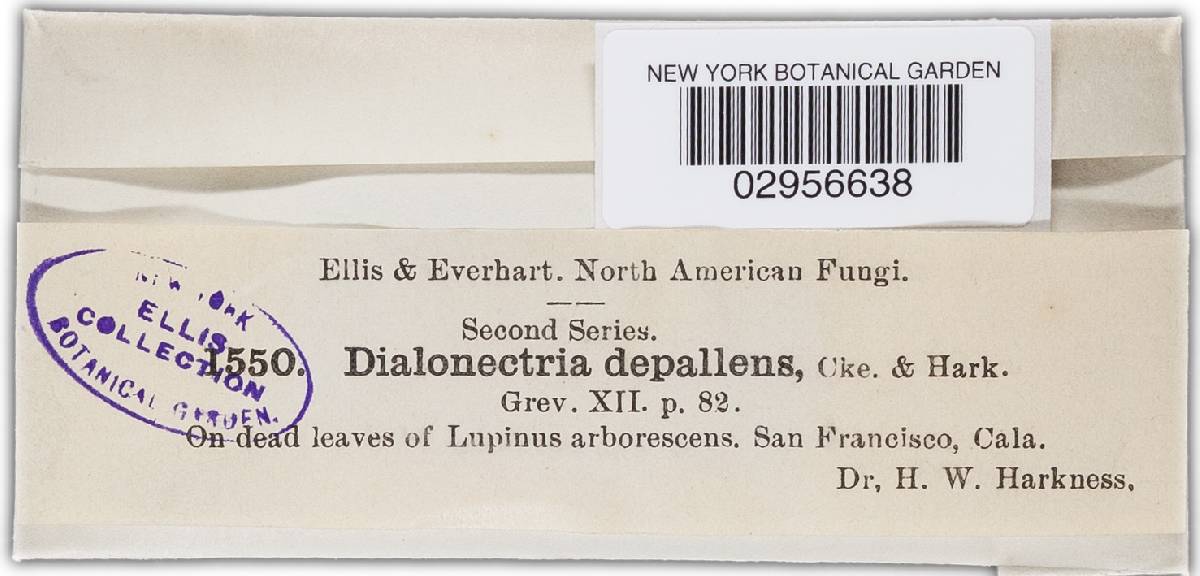 NEW YORK BOTANICAL GARDEN
02956638
Ellis & Everhart. North American Fungi.
Second Series.
1550. Dialonectria depallens, Cke. & Hark.
Grev. XII. p. 82.
On dead leaves of Lupinus arborescens. San Francisco, Cala.
Dr, H. W. Harkness.
NEW YORK
ELLIS
COLLECTION
BOTANICAL GARDEN.